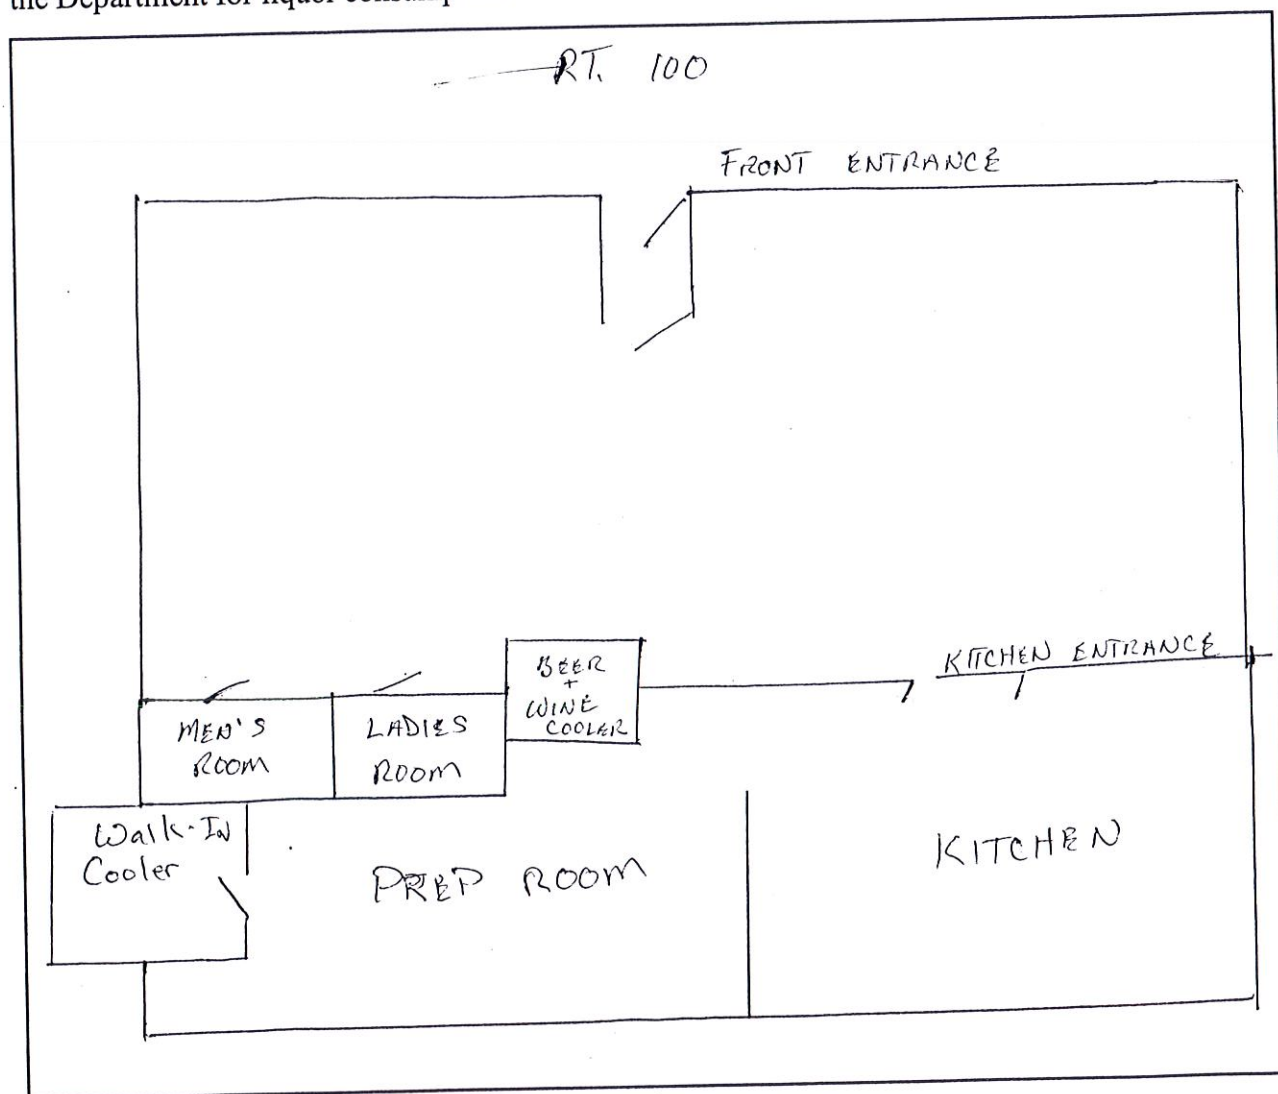 the Department for liquor
RT. 100
FRONT ENTRANCE
BEER
+
WINE
COOLER
KITCHEN ENTRANCE
MEN'S
ROOM
LADIES
ROOM
Walk-In
Cooler
PREP ROOM
KITCHEN